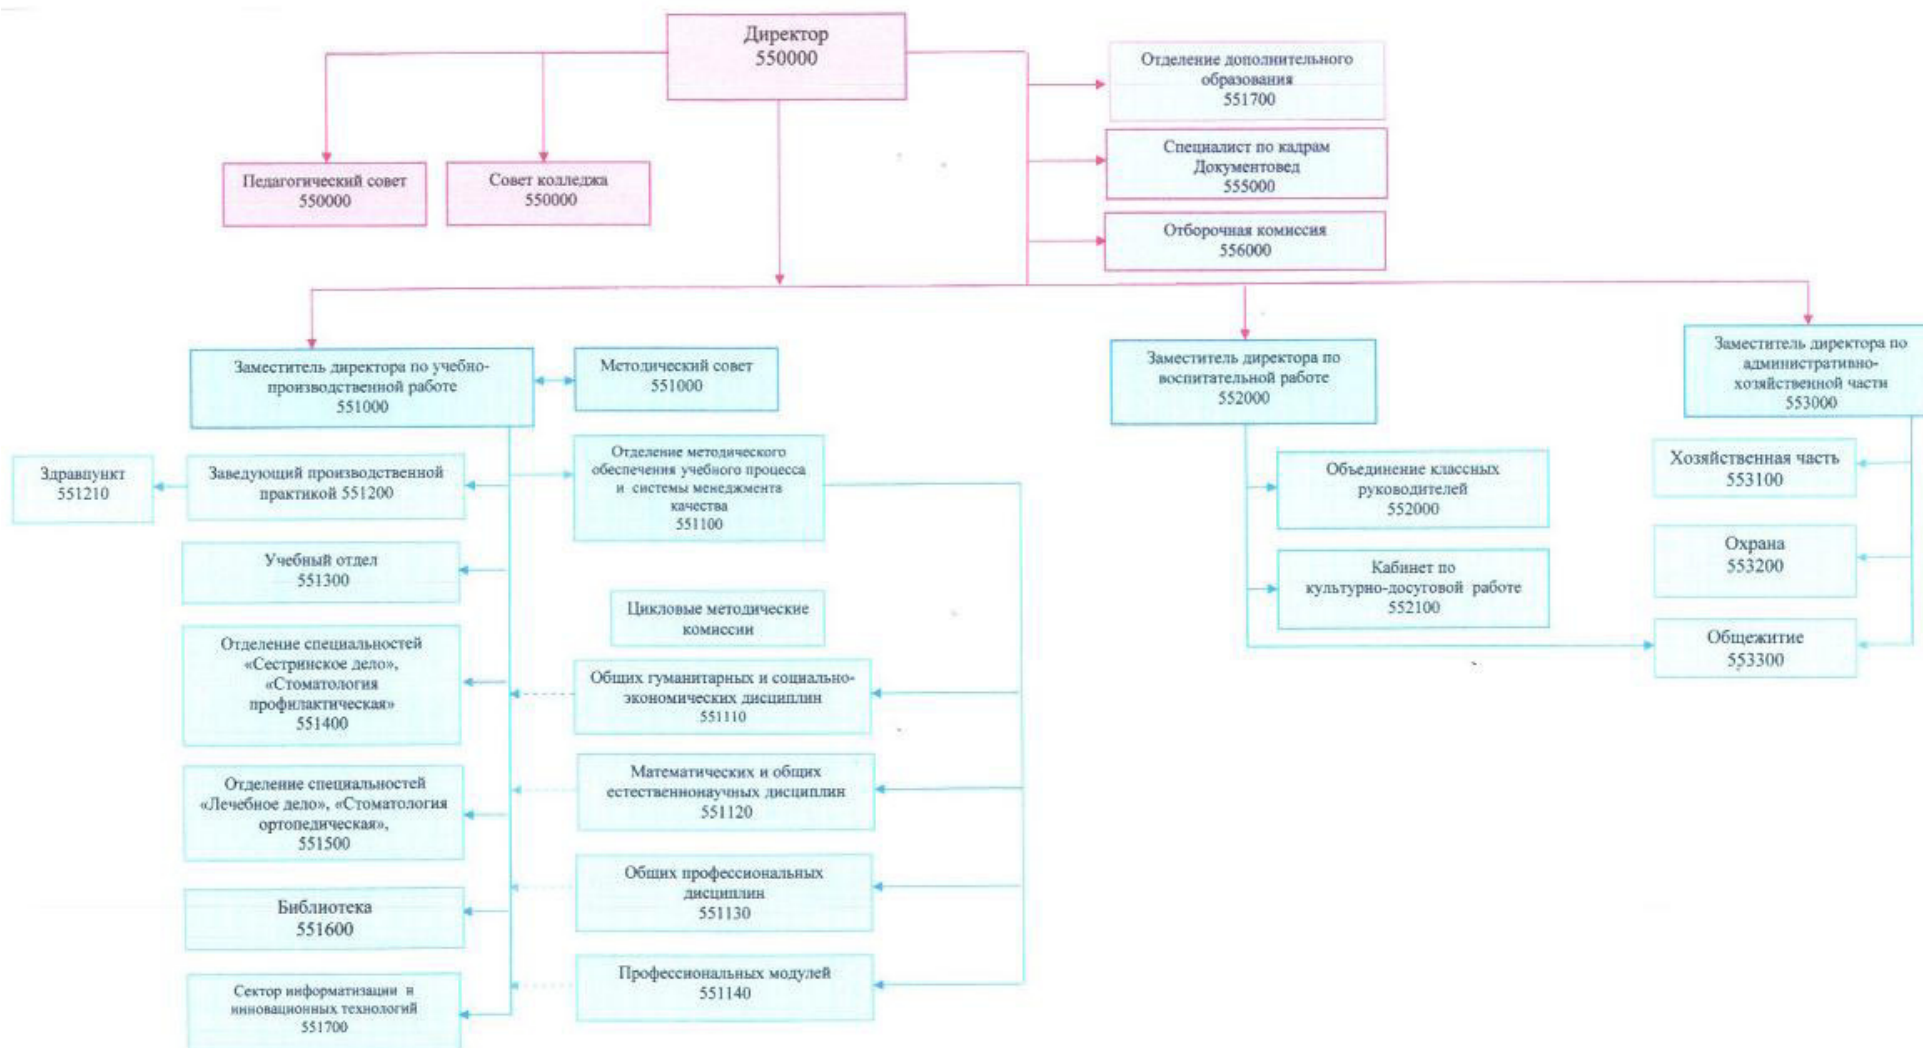 Директор
550000
Отделение дополнительного
образования
551700
Специалист по кадрам
Документовед
555000
Отборочная комиссия
556000
Педагогический совет
550000
Совет колледжа
550000
Заместитель директора по учебно-
производственной работе
551000
Методический совет
551000
Заместитель директора по
воспитательной работе
552000
Заместитель директора по
административно-
хозяйственной части
553000
Здравпункт
551210
Заведующий производственной
практикой 551200
Отделение методического
обеспечения учебного процесса
и системы менеджмента
качества
551100
Объединение классных
руководителей
552000
Хозяйственная часть
553100
Учебный отдел
551300
Кабинет по
культурно-досуговой работе
552100
Охрана
553200
Цикловые методические
комиссии
Общежитие
553300
Отделение специальностей
«Сестринское дело»,
«Стоматология
профилактическая»
551400
Общих гуманитарных и социально-
экономических дисциплин
551110
Отделение специальностей
«Лечебное дело», «Стоматология
ортопедическая»,
551500
Математических и общих
естественнонаучных дисциплин
551120
Библиотека
551600
Общих профессиональных
дисциплин
551130
Сектор информатизации и
инновационных технологий
551700
Профессиональных модулей
551140